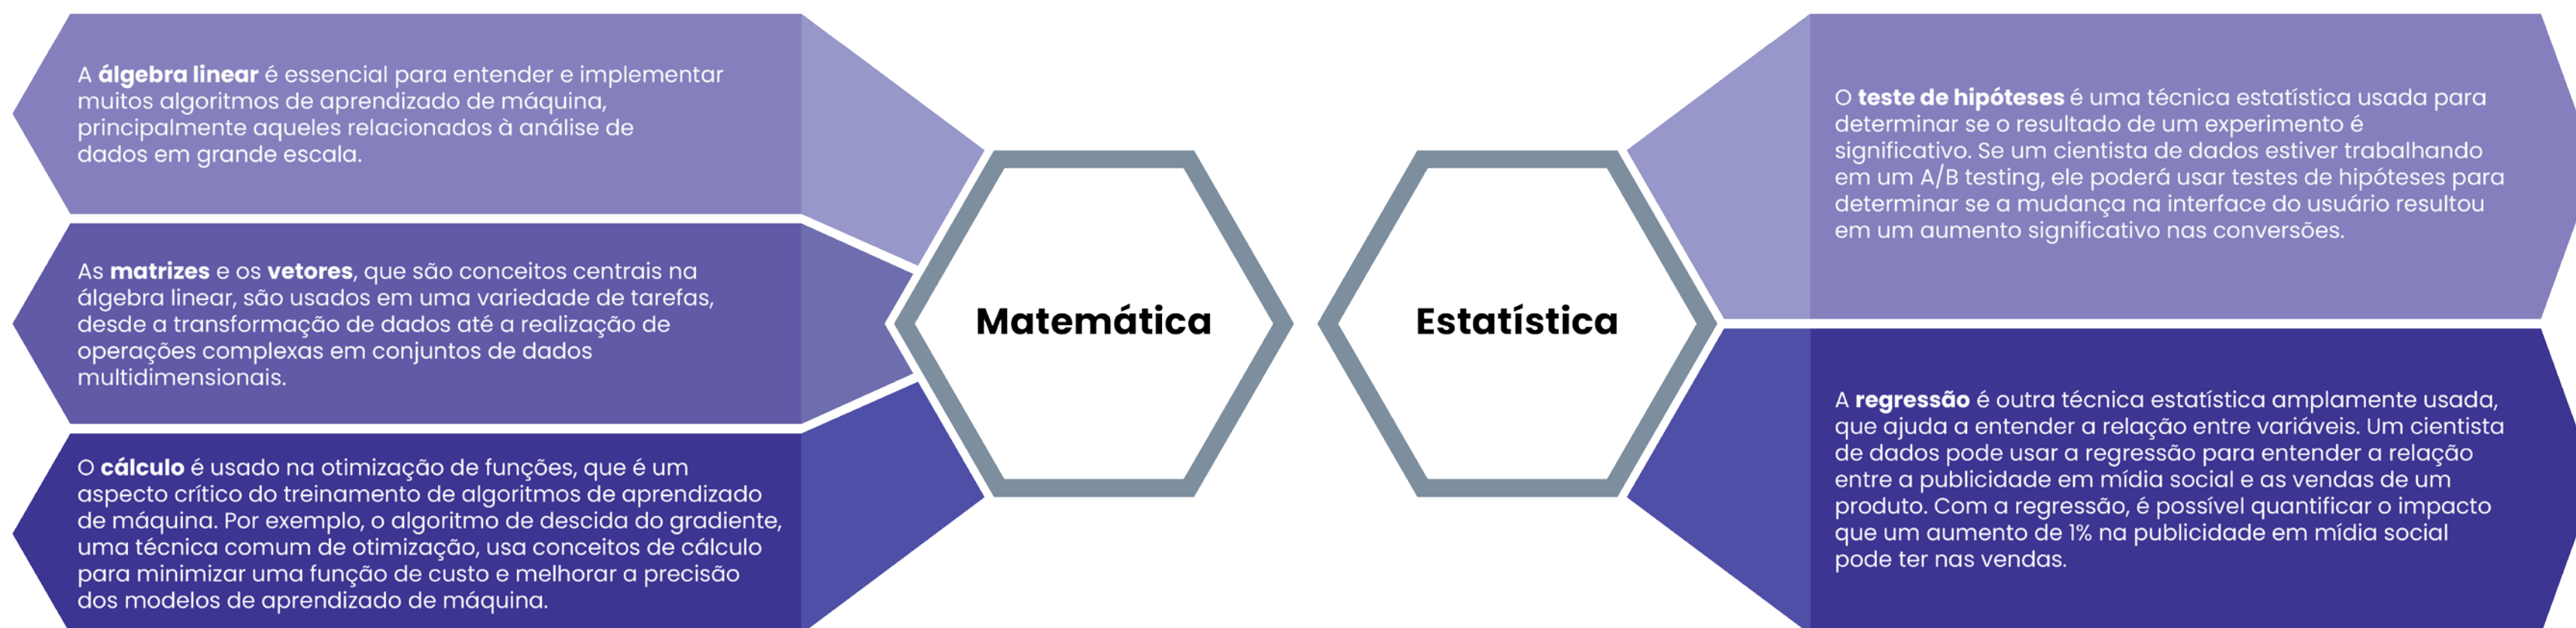 A álgebra linear é essencial para entender e implementar
muitos algoritmos de aprendizado de máquina,
principalmente aqueles relacionados à análise de
dados em grande escala.
As matrizes e os vetores, que são conceitos centrais na
álgebra linear, são usados em uma variedade de tarefas,
desde a transformação de dados até a realização de
operações complexas em conjuntos de dados
multidimensionais.
O cálculo é usado na otimização de funções, que é um
aspecto crítico do treinamento de algoritmos de aprendizado
de máquina. Por exemplo, o algoritmo de descida do gradiente,
uma técnica comum de otimização, usa conceitos de cálculo
para minimizar uma função de custo e melhorar a precisão
dos modelos de aprendizado de máquina.
Matemática
Estatística
O teste de hipóteses é uma técnica estatística usada para
determinar se o resultado de um experimento é
significativo. Se um cientista de dados estiver trabalhando
em um A/B testing, ele poderá usar testes de hipóteses para
determinar se a mudança na interface do usuário resultou
em um aumento significativo nas conversões.
A regressão é outra técnica estatística amplamente usada,
que ajuda a entender a relação entre variáveis. Um cientista
de dados pode usar a regressão para entender a relação
entre a publicidade em mídia social e as vendas de um
produto. Com a regressão, é possível quantificar o impacto
que um aumento de 1% na publicidade em mídia social
pode ter nas vendas.